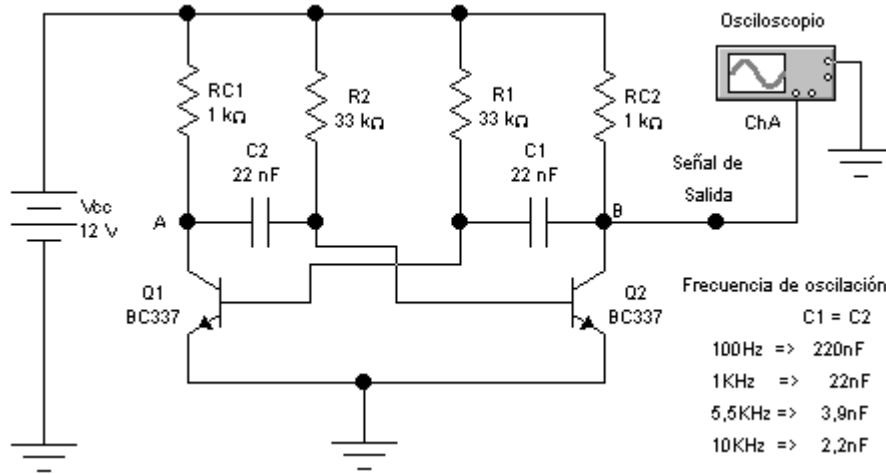 Osciloscopio
RC1
1 kΩ
R2
33 kΩ
R1
33 kΩ
RC2
1 kΩ
ChA
C2
22 nF
C1
22 nF
Señal de
Salida
Vcc
12 V
A
B
Q1
BC337
Q2
BC337
Frecuencia de oscilación
C1 = C2
100Hz => 220nF
1KHz => 22nF
5,5KHz => 3,9nF
10KHz => 2,2nF